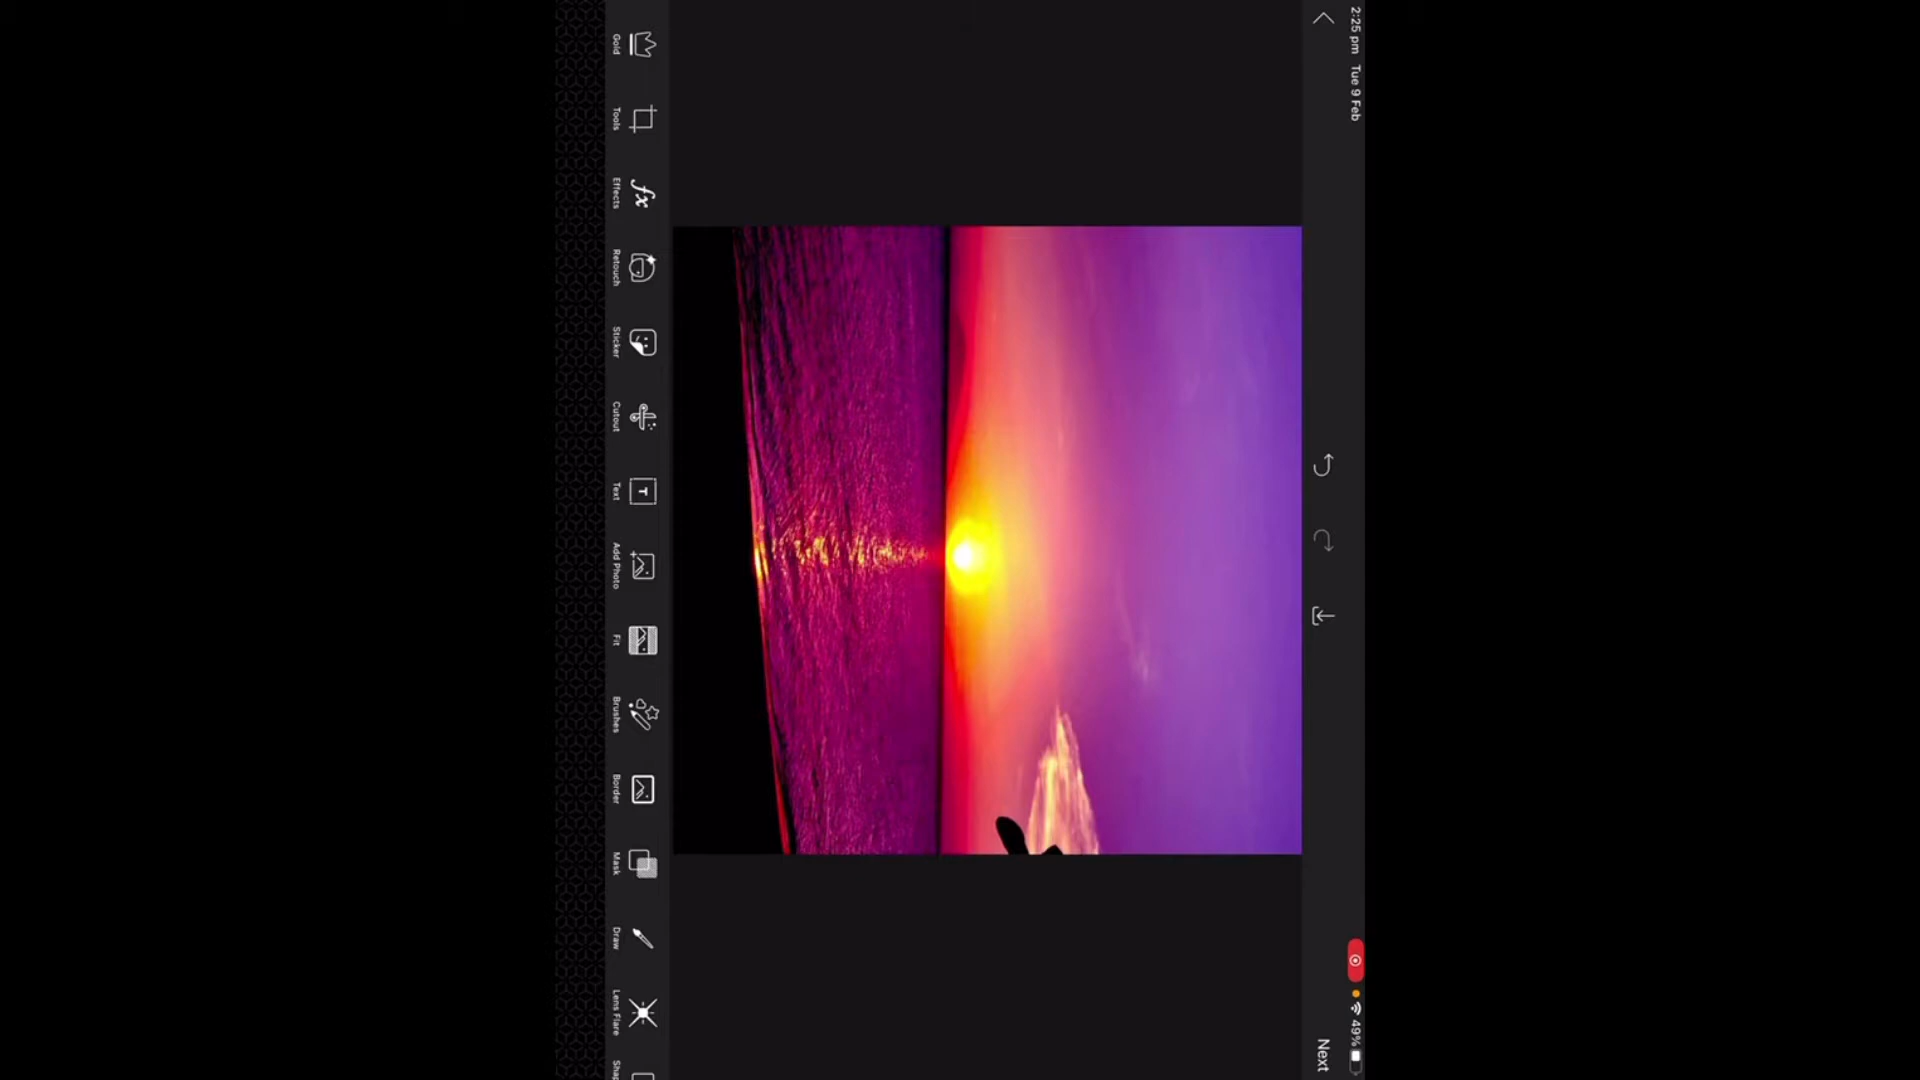 2:25 pm Tue 9 Feb
49%
Next
Gold
Tools
Effects
Retouch
Sticker
Cutout
Text
Add Photo
Fit
Brushes
Border
Mask
Draw
Lens Flare